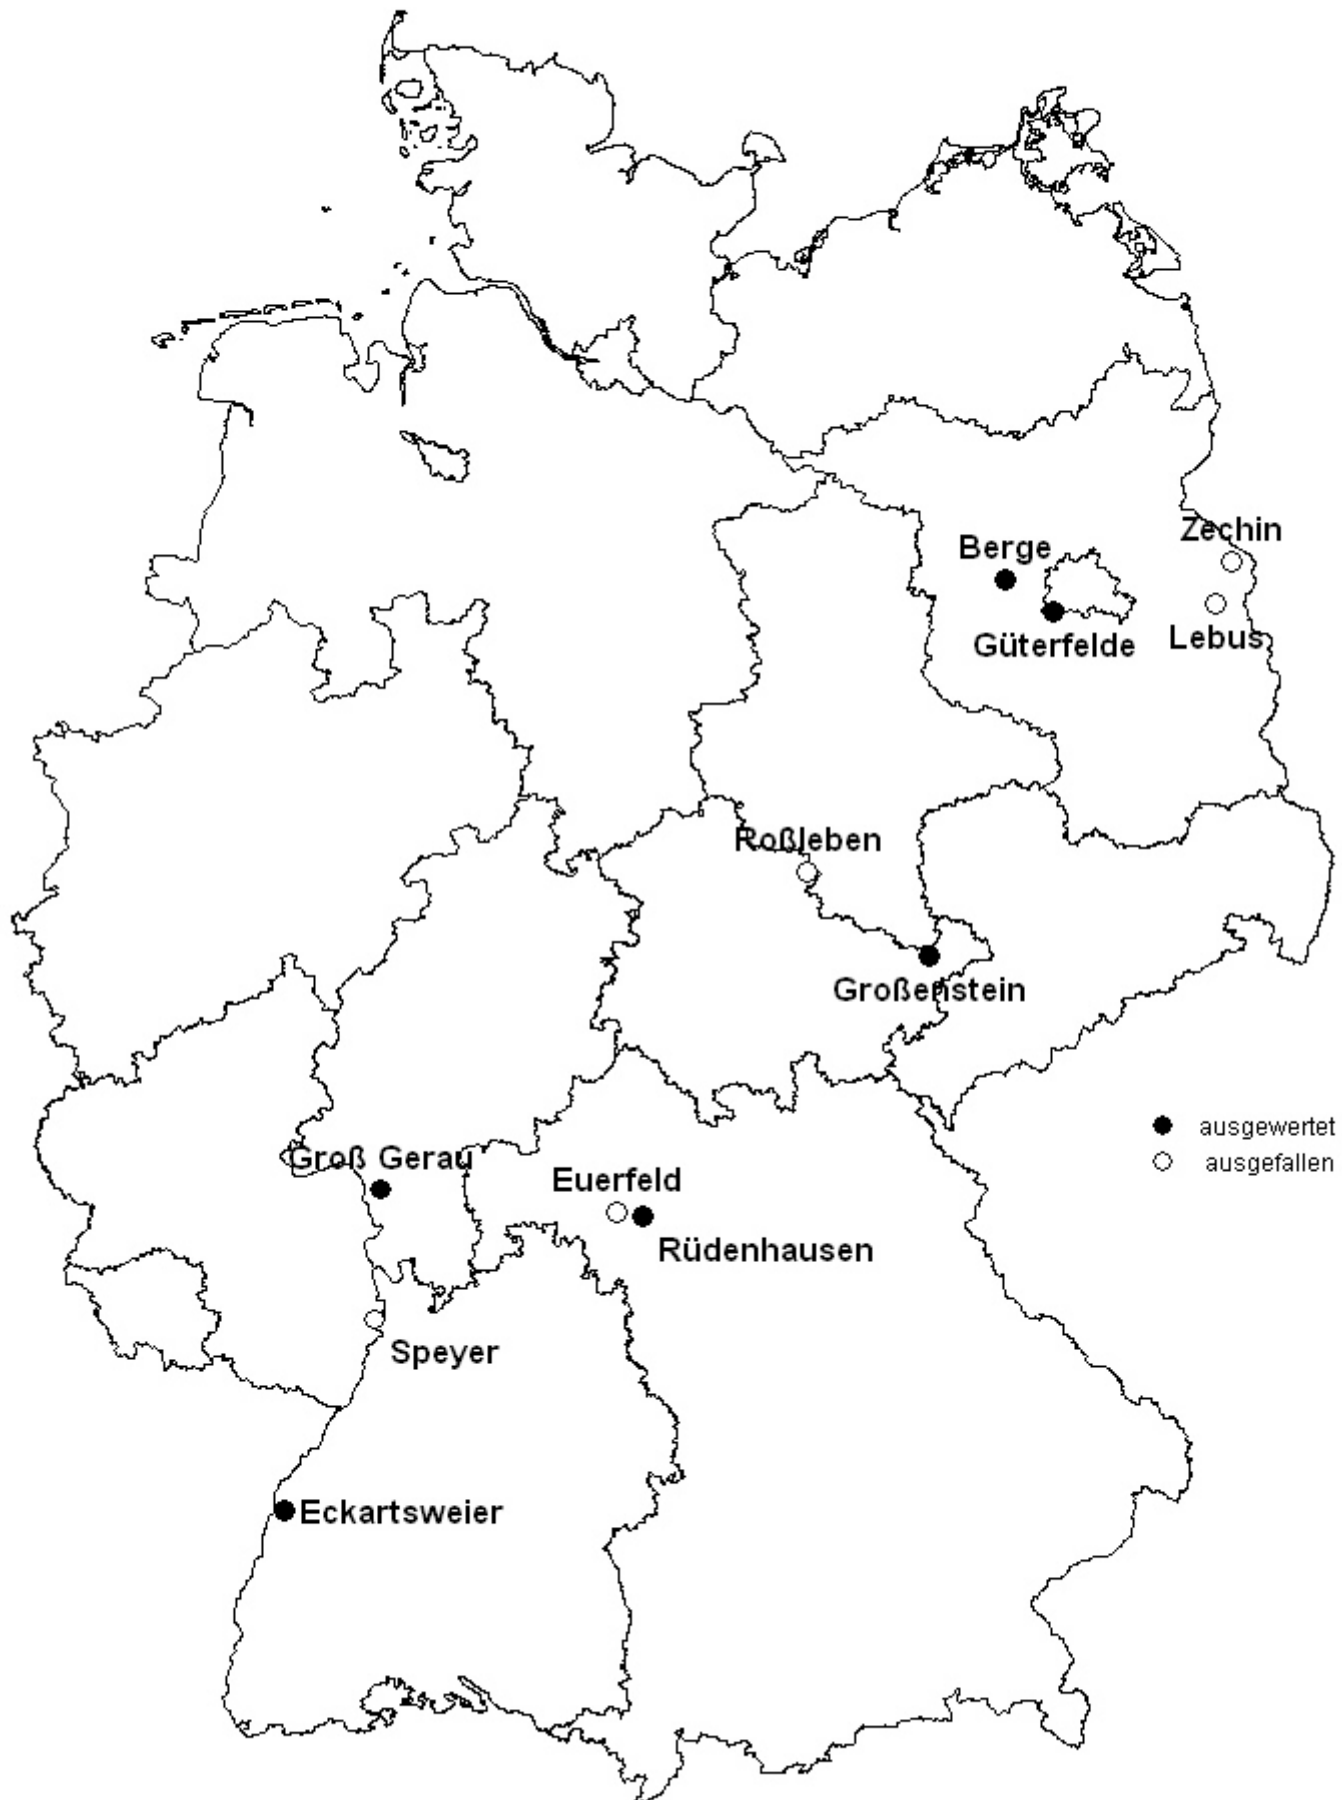 Zechin
Berge
Güterfelde
Lebus
Roßleben
Großenstein
ausgewertet
ausgefallen
Groß Gerau
Euerfeld
Rüdenhausen
Speyer
Eckartsweier